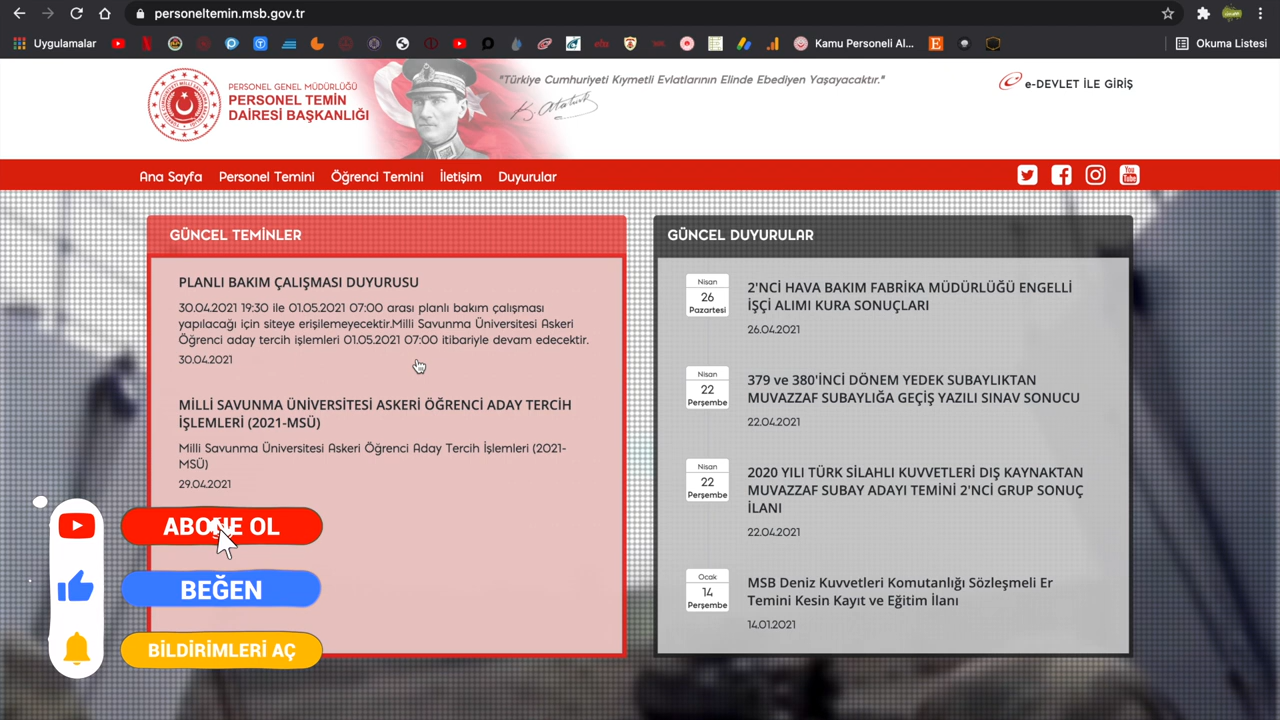 personeltemin.msb.gov.tr
Uygulamalar
Kamu Personeli Al...
Okuma Listesi
PERSONEL GENEL MÜDÜRLÜĞÜ
PERSONEL TEMİN
DAİRESİ BAŞKANLIĞI
"Türkiye Cumhuriyeti Kıymetli Evlatlarının Elinde Ebediyen Yaşayacaktır."
K. Atatürk
e-DEVLET İLE GİRİŞ
Ana Sayfa Personel Temini Öğrenci Temini İletişim Duyurular
You Tube
GÜNCEL TEMİNLER
PLANLI BAKIM ÇALIŞMASI DUYURUSU
30.04.2021 19:30 ile 01.05.2021 07:00 arası planlı bakım çalışması
yapılacağı için siteye erişilemeyecektir.Milli Savunma Üniversitesi Askeri
Öğrenci aday tercih işlemleri 01.05.2021 07:00 itibariyle devam edecektir.
30.04.2021
MİLLİ SAVUNMA ÜNİVERSİTESİ ASKERİ ÖĞRENCİ ADAY TERCİH
İŞLEMLERİ (2021-MSÜ)
Milli Savunma Üniversitesi Askeri Öğrenci Aday Tercih İşlemleri (2021-
MSÜ)
29.04.2021
ABONE OL
BEĞEN
BİLDİRİMLERİ AÇ
GÜNCEL DUYURULAR
Nisan
26
Pazartesi
2'NCİ HAVA BAKIM FABRİKA MÜDÜRLÜĞÜ ENGELLİ
İŞÇİ ALIMI KURA SONUÇLARI
26.04.2021
Nisan
22
Perşembe
379 ve 380'İNCİ DÖNEM YEDEK SUBAYLIKTAN
MUVAZZAF SUBAYLIĞA GEÇİŞ YAZILI SINAV SONUCU
22.04.2021
Nisan
22
Perşembe
2020 YILI TÜRK SİLAHLI KUVVETLERİ DIŞ KAYNAKTAN
MUVAZZAF SUBAY ADAYI TEMİNİ 2'NCİ GRUP SONUÇ
İLANI
22.04.2021
Ocak
14
Perşembe
MSB Deniz Kuvvetleri Komutanlığı Sözleşmeli Er
Temini Kesin Kayıt ve Eğitim İlanı
14.01.2021